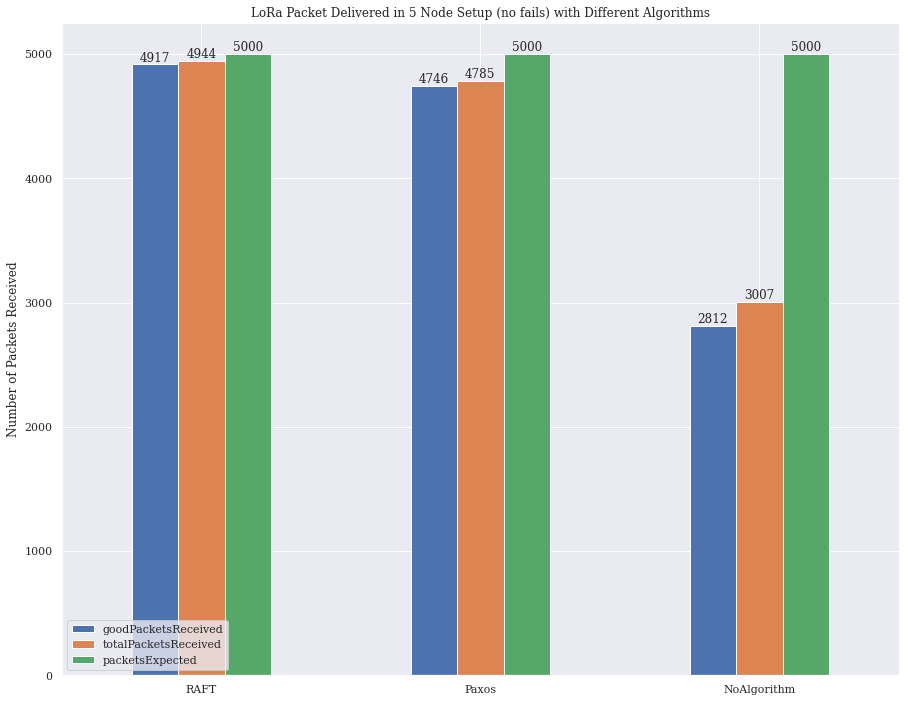 LoRa Packet Delivered in 5 Node Setup (no fails) with Different Algorithms
Number of Packets Received
5000
4000
3000
2000
1000
0
4917
4944
5000
4746
4785
5000
2812
3007
5000
goodPacketsReceived
totalPacketsReceived
packetsExpected
RAFT
Paxos
NoAlgorithm